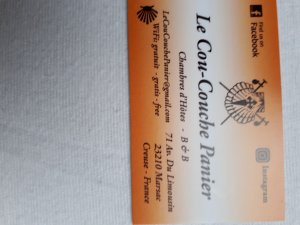 Find us on
Facebook
Instagram
Le Cou-Couche Panier
Chambres d'Hôtes - B & B
LeCouCouchePanier@gmail.com
WiFi: gratuit - gratis - free
71 Av. Du Limousin
23210 Marsac
Creuse - France